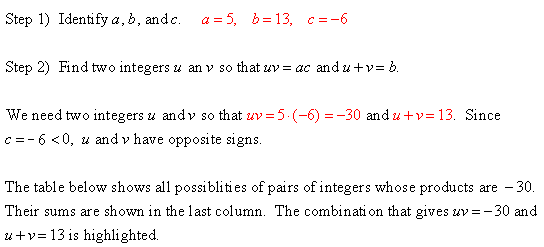 Step 1) Identify a, b, and c. a = 5, b = 13, c = −6
Step 2) Find two integers u an v so that uv = ac and u + v = b.
We need two integers u and v so that uv = 5·(−6) = −30 and u + v = 13. Since
c = − 6 < 0, u and v have opposite signs.
The table below shows all possiblities of pairs of integers whose products are − 30.
Their sums are shown in the last column. The combination that gives uv = − 30 and
u + v = 13 is highlighted.